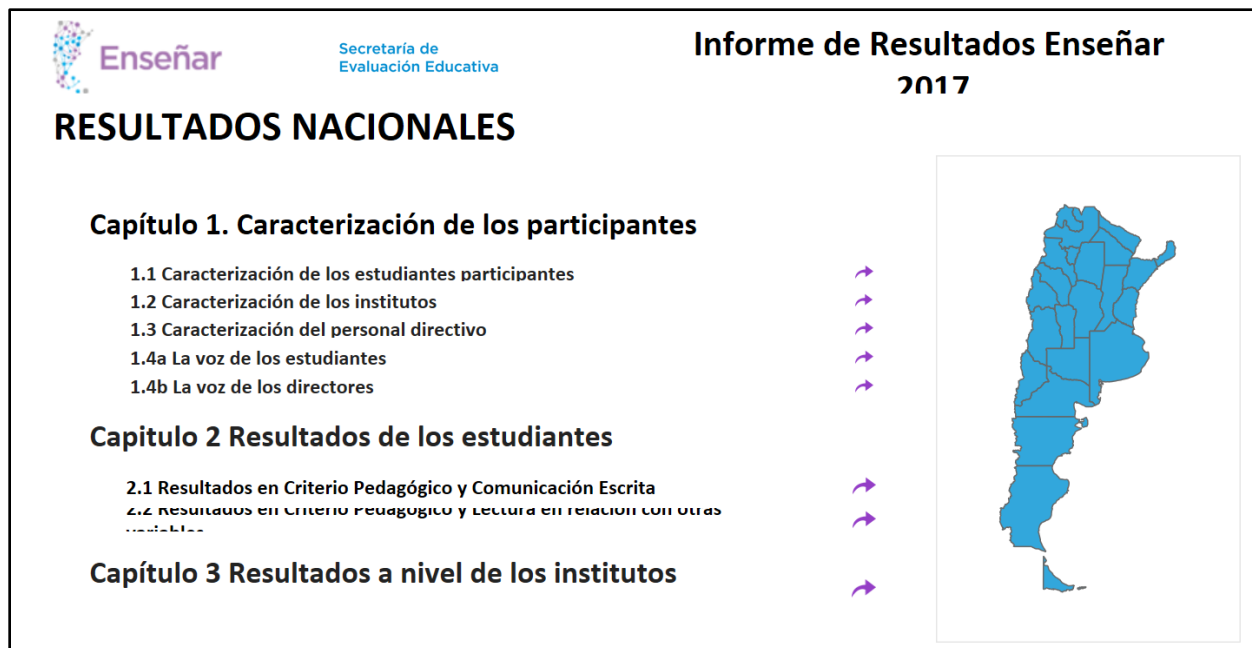 Enseñar
Secretaría de
Evaluación Educativa
Informe de Resultados Enseñar
2017
RESULTADOS NACIONALES
Capítulo 1. Caracterización de los participantes
1.1 Caracterización de los estudiantes participantes
1.2 Caracterización de los institutos
1.3 Caracterización del personal directivo
1.4a La voz de los estudiantes
1.4b La voz de los directores
Capitulo 2 Resultados de los estudiantes
2.1 Resultados en Criterio Pedagógico y Comunicación Escrita
2.2 Resultados en Criterio Pedagógico y Lectura en relación con otras
variables
Capítulo 3 Resultados a nivel de los institutos